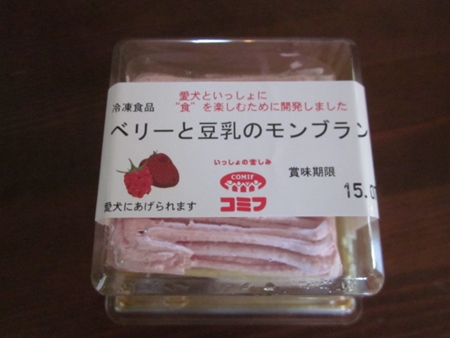 愛犬といっしょに
冷凍食品
“食”を楽しむために開発しました
ベリーと豆乳のモンブラン
いっしょの楽しみ
COMIF
コミフ
賞味期限
15.0
愛犬にあげられます